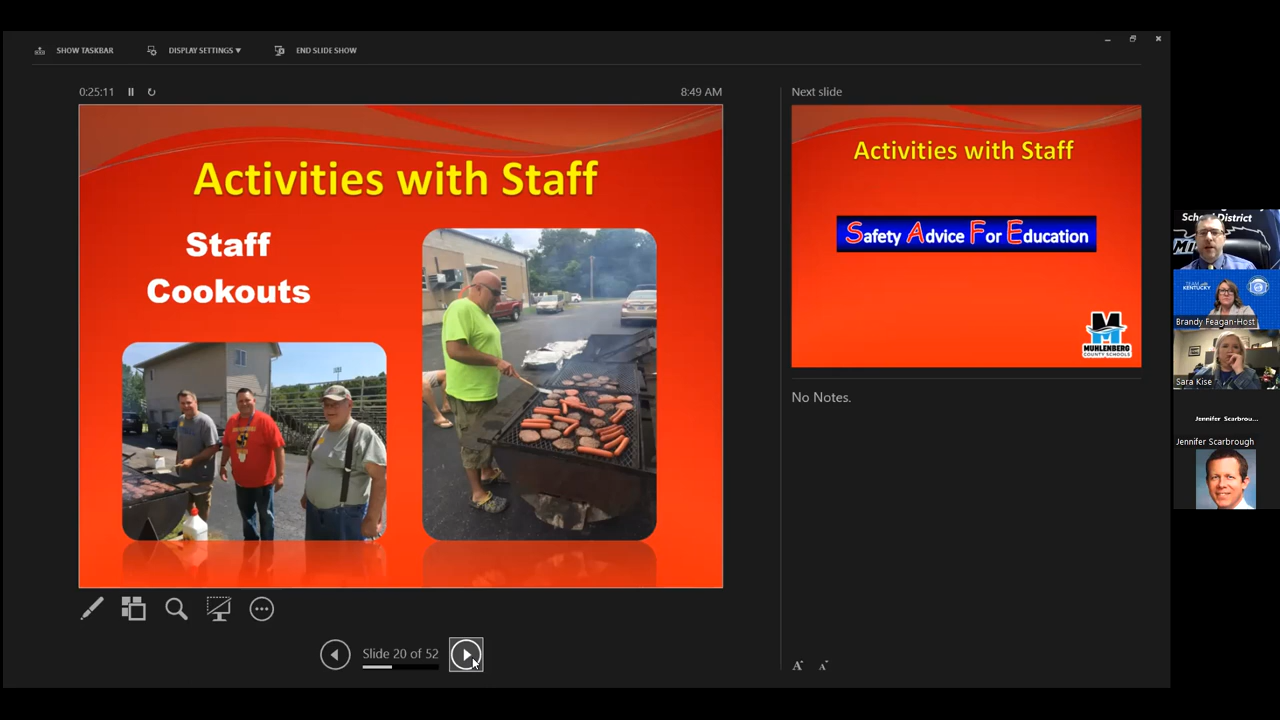 SHOW TASKBAR
DISPLAY SETTINGS ▾
END SLIDE SHOW
0:25:11
8:49 AM
Activities with Staff
Staff
Cookouts
Slide 20 of 52
Next slide
Activities with Staff
Safety Advice For Education
M
MUHLENBERG
COUNTY SCHOOLS
No Notes.
A A
School District
TEAM
KENTUCKY
Brandy Feagan-Host
Sara Kise
Jennifer Scarbrou...
Jennifer Scarbrough